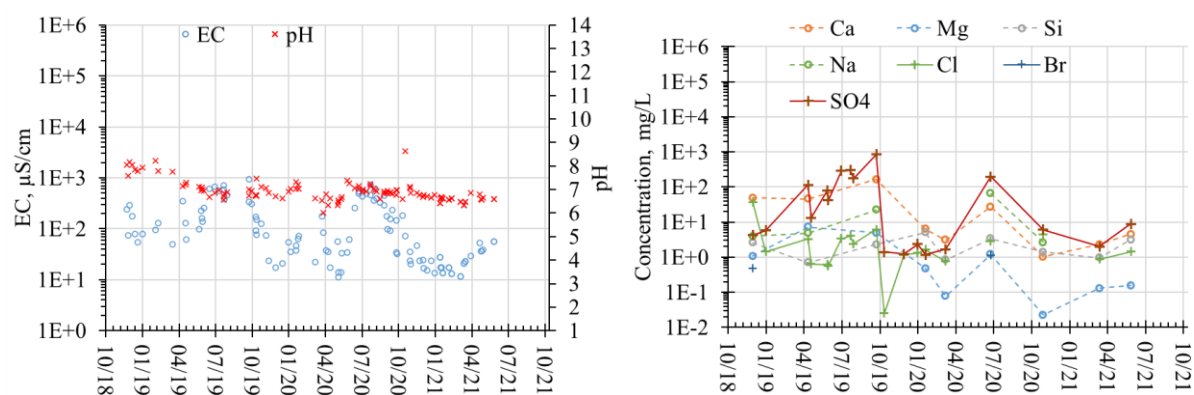 1E+6
1E+5
1E+4
1E+3
1E+2
1E+1
1E+0
EC, µS/cm
EC
pH
14
13
12
11
10
9
8
7
6
5
4
3
2
1
pH
10/18
01/19
04/19
07/19
10/19
01/20
04/20
07/20
10/20
01/21
04/21
07/21
10/21
Ca
Mg
Si
Na
Cl
Br
SO4
1E+6
1E+5
1E+4
1E+3
1E+2
1E+1
1E+0
1E-1
1E-2
Concentration, mg/L
10/18
01/19
04/19
07/19
10/19
01/20
04/20
07/20
10/20
01/21
04/21
07/21
10/21